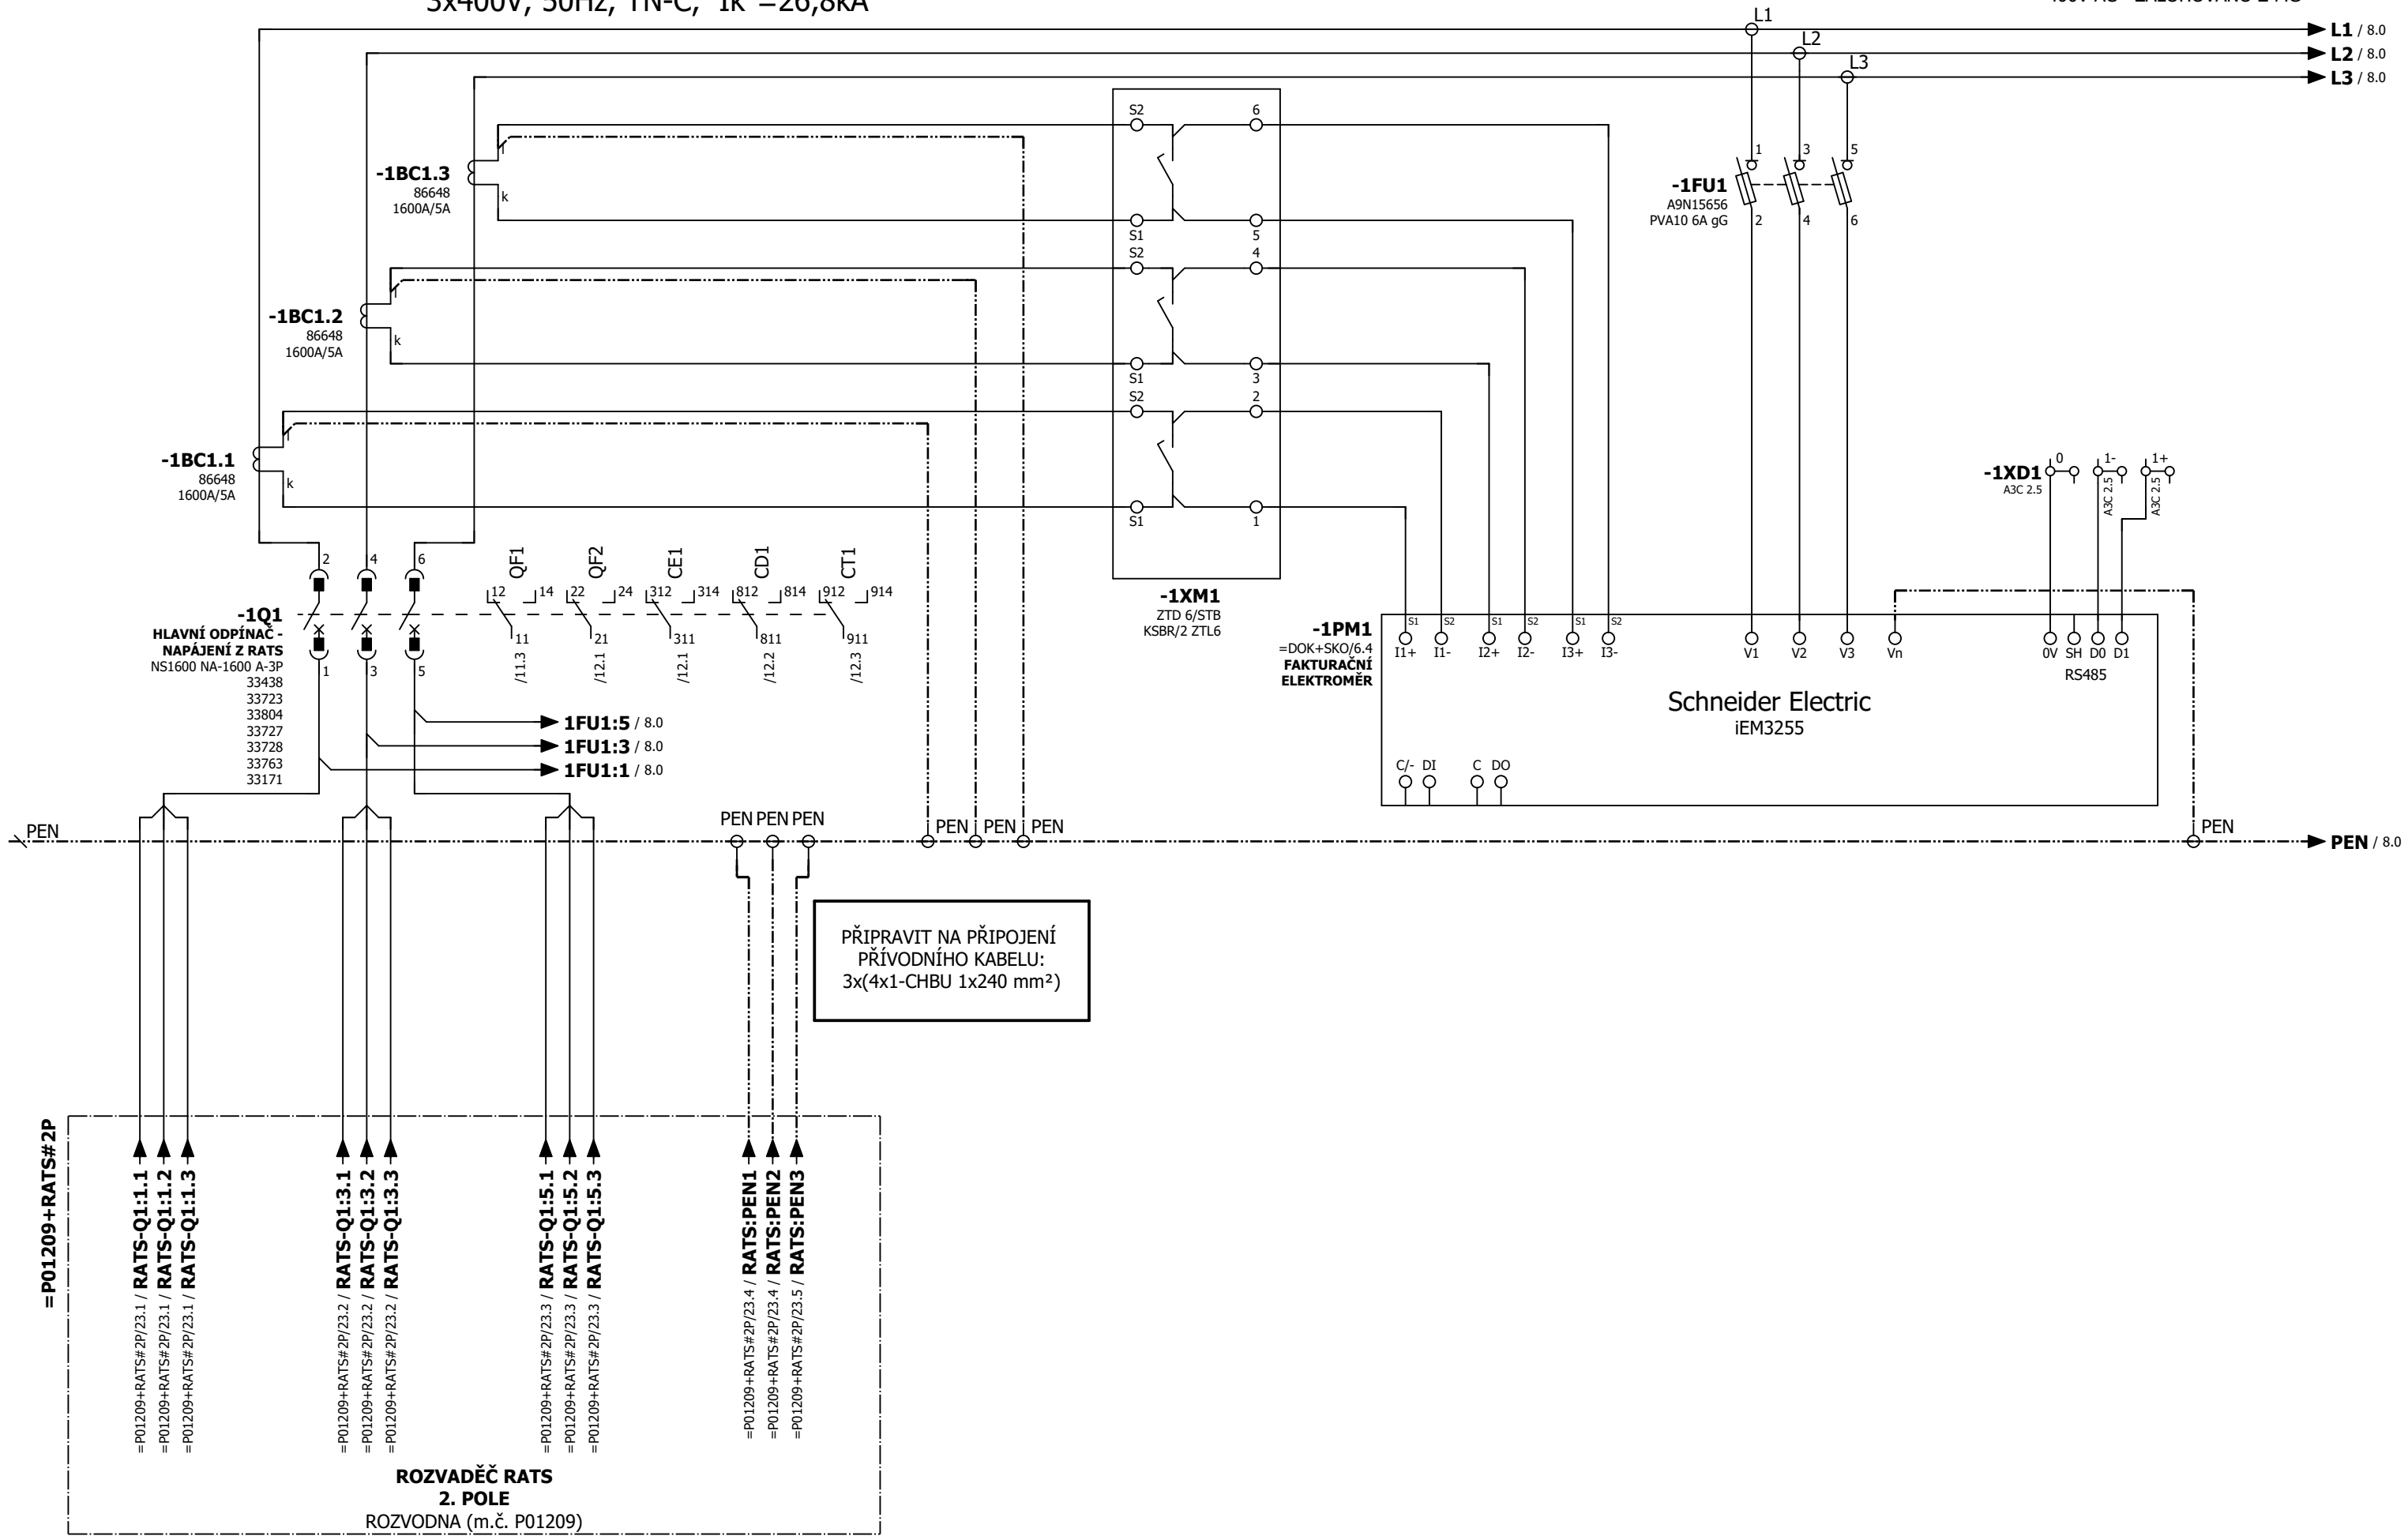 3x400V, 50Hz, TN-C, Ik"=26,8kA
L1
L1 / 8.0
L2
L2 / 8.0
L3
L3 / 8.0
S2
6
-1BC1.3
86648
1600A/5A
l
k
S1
5
1
3
5
-1FU1
A9N15656
PVA10 6A gG
2
4
6
S2
4
-1BC1.2
86648
1600A/5A
l
k
S1
3
S2
2
-1BC1.1
86648
1600A/5A
l
k
S1
1
-1XD1
A3C 2.5
0
1-
A3C 2.5
1+
A3C 2.5
2
4
6
QF1
QF2
CE1
CD1
CT1
12
14
22
24
312
314
812
814
912
914
11
21
311
811
911
/11.3
/12.1
/12.1
/12.2
/12.3
-1Q1
HLAVNÍ ODPÍNAČ -
NAPÁJENÍ Z RATS
NS1600 NA-1600 A-3P
33438
33723
33804
33727
33728
33763
33171
1
3
5
-1XM1
ZTD 6/STB
KSBR/2 ZTL6
-1PM1
=DOK+SKO/6.4
FAKTURAČNÍ
ELEKTROMĚR
S1
S2
S1
S2
S1
S2
I1+
I1-
I2+
I2-
I3+
I3-
V1
V2
V3
Vn
0V
SH
D0
D1
RS485
Schneider Electric
iEM3255
C/-
DI
C
DO
1FU1:5 / 8.0
1FU1:3 / 8.0
1FU1:1 / 8.0
PEN
PEN
PEN
PEN
PEN
PEN
PEN
PEN
PEN / 8.0
PŘIPRAVIT NA PŘIPOJENÍ
PŘÍVODNÍHO KABELU:
3x(4x1-CHBU 1x240 mm²)
=P01209+RATS#2P
=P01209+RATS#2P/23.1 / RATS-Q1:1.1
=P01209+RATS#2P/23.1 / RATS-Q1:1.2
=P01209+RATS#2P/23.1 / RATS-Q1:1.3
=P01209+RATS#2P/23.2 / RATS-Q1:3.1
=P01209+RATS#2P/23.2 / RATS-Q1:3.2
=P01209+RATS#2P/23.2 / RATS-Q1:3.3
=P01209+RATS#2P/23.3 / RATS-Q1:5.1
=P01209+RATS#2P/23.3 / RATS-Q1:5.2
=P01209+RATS#2P/23.3 / RATS-Q1:5.3
=P01209+RATS#2P/23.4 / RATS:PEN1
=P01209+RATS#2P/23.4 / RATS:PEN2
=P01209+RATS#2P/23.5 / RATS:PEN3
ROZVADĚČ RATS
2. POLE
ROZVODNA (m.č. P01209)